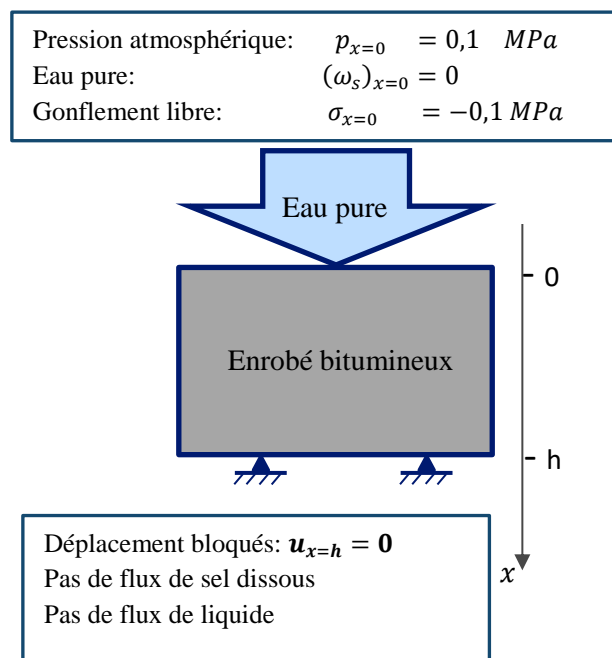 Pression atmosphérique: p_{x=0} = 0,1 MPa
Eau pure: (ω_s)_{x=0} = 0
Gonflement libre: σ_{x=0} = −0,1 MPa
Eau pure
0
Enrobé bitumineux
h
Déplacement bloqués: u_{x=h} = 0
Pas de flux de sel dissous
Pas de flux de liquide
x